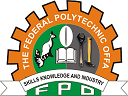 THE FEDERAL POLYTECHNIC OFFA
SKILLS KNOWLEDGE AND INDUSTRY
FPO